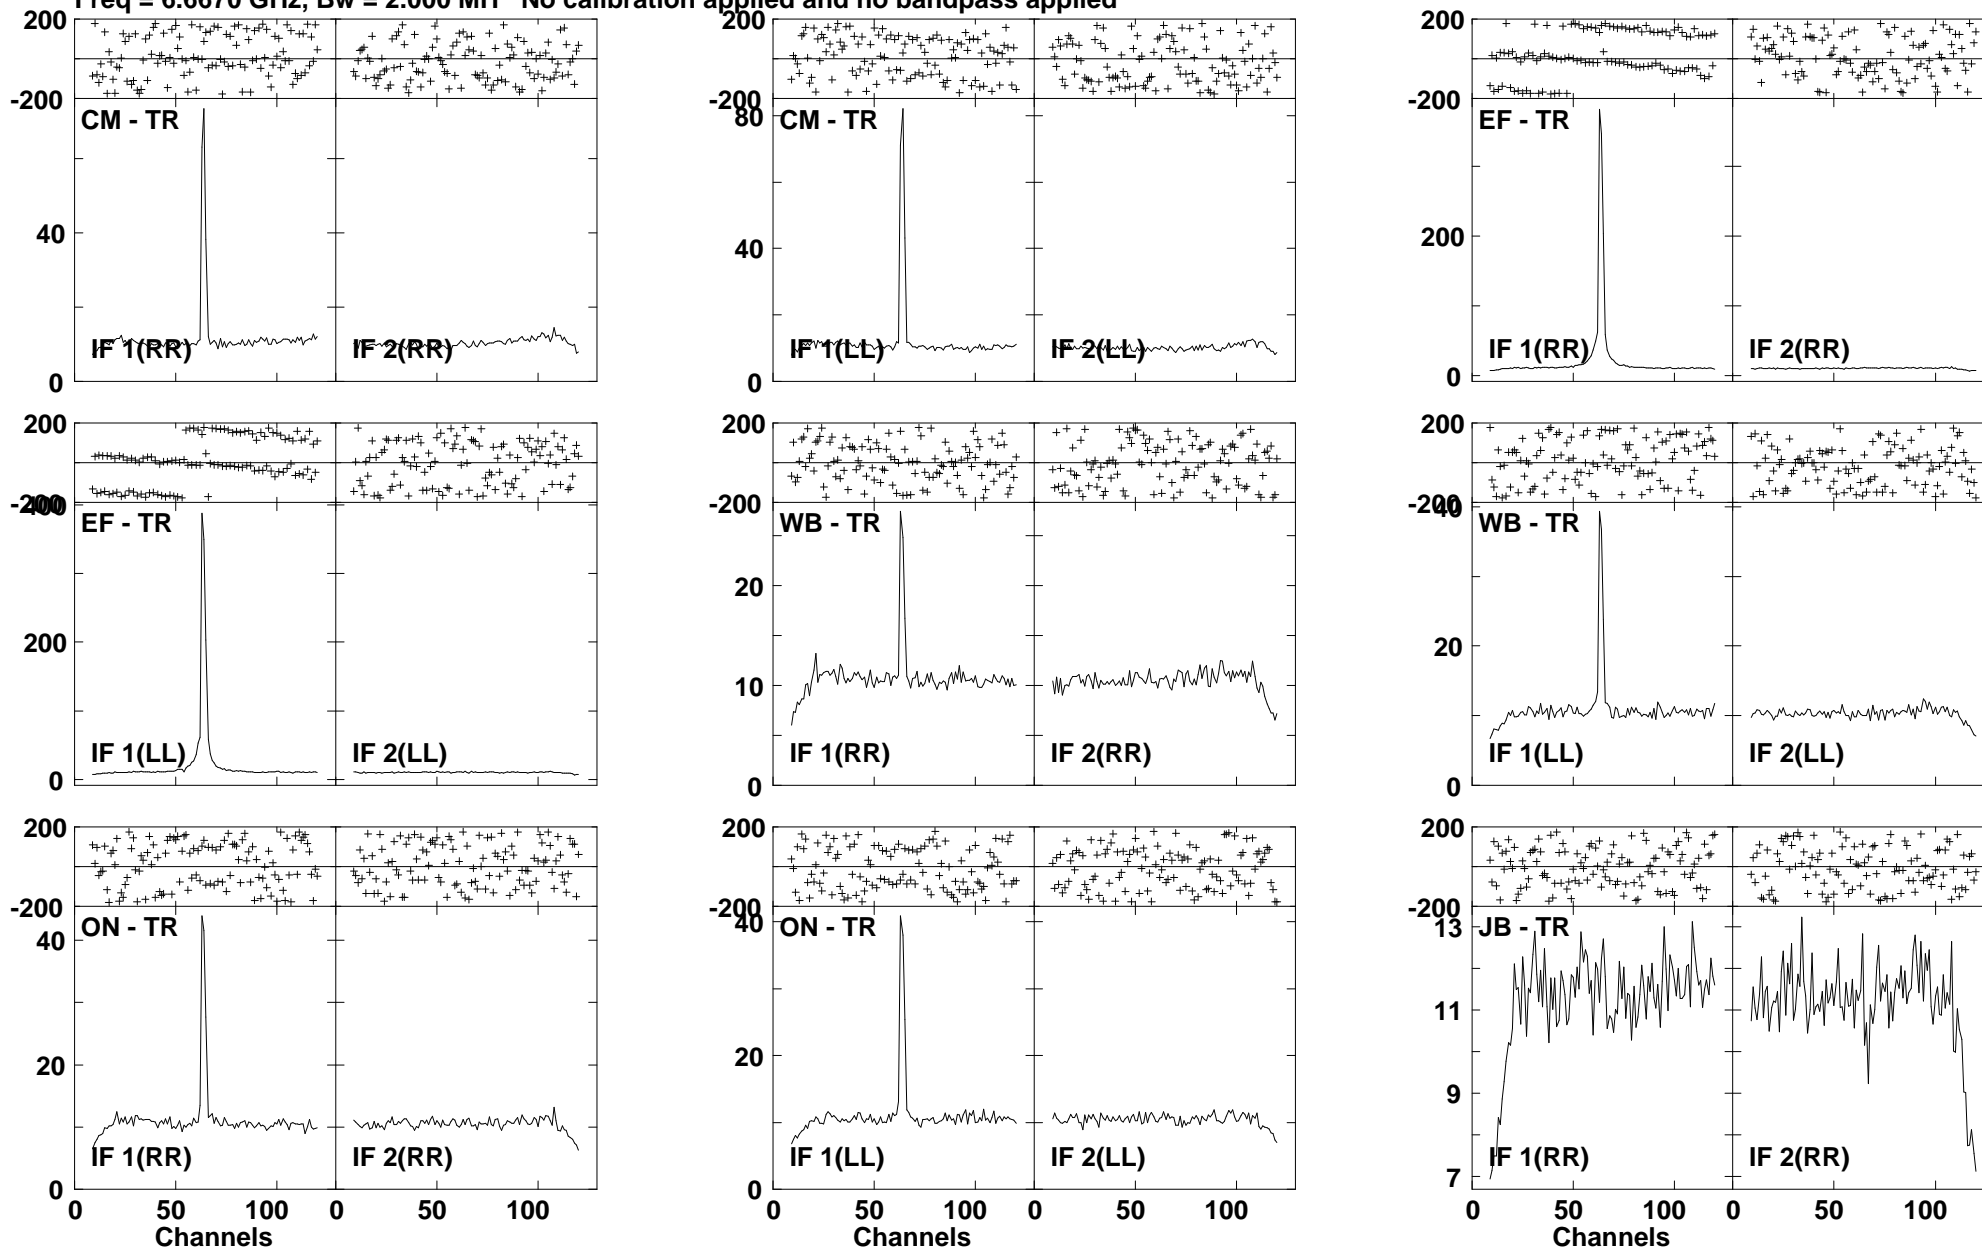 Freq = 6.6670 GHz, Bw = 2.000 MH No calibration applied and no bandpass applied
200 200 200
-200 -200 -200
CM - TR CM - TR EF - TR
80
40 40 200
IF 1(RR) IF 2(RR) IF 1(LL) IF 2(LL) IF 1(RR) IF 2(RR)
0 0 0
200 200 200
-200 -200 -200
400 40
EF - TR WB - TR WB - TR
200 20 20
10
IF 1(LL) IF 2(LL) IF 1(RR) IF 2(RR) IF 1(LL) IF 2(LL)
0 0 0
200 200 200
-200 -200 -200
ON - TR ON - TR JB - TR
40 40 13
11
20 20
9
IF 1(RR) IF 2(RR) IF 1(LL) IF 2(LL) IF 1(RR) IF 2(RR)
0 0 7
0 50 100 0 50 100 0 50 100 0 50 100 0 50 100 0 50 100
Channels Channels Channels